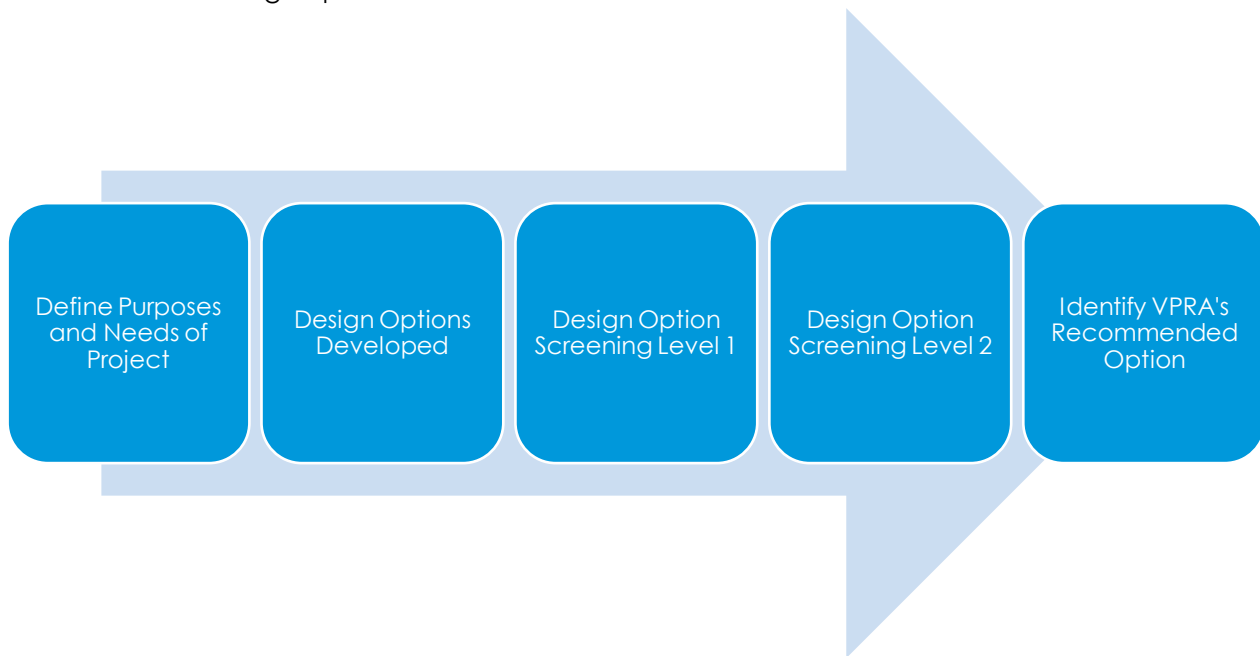 Define Purposes
and Needs of
Project
Design Options
Developed
Design Option
Screening Level 1
Design Option
Screening Level 2
Identify VPRA's
Recommended
Option